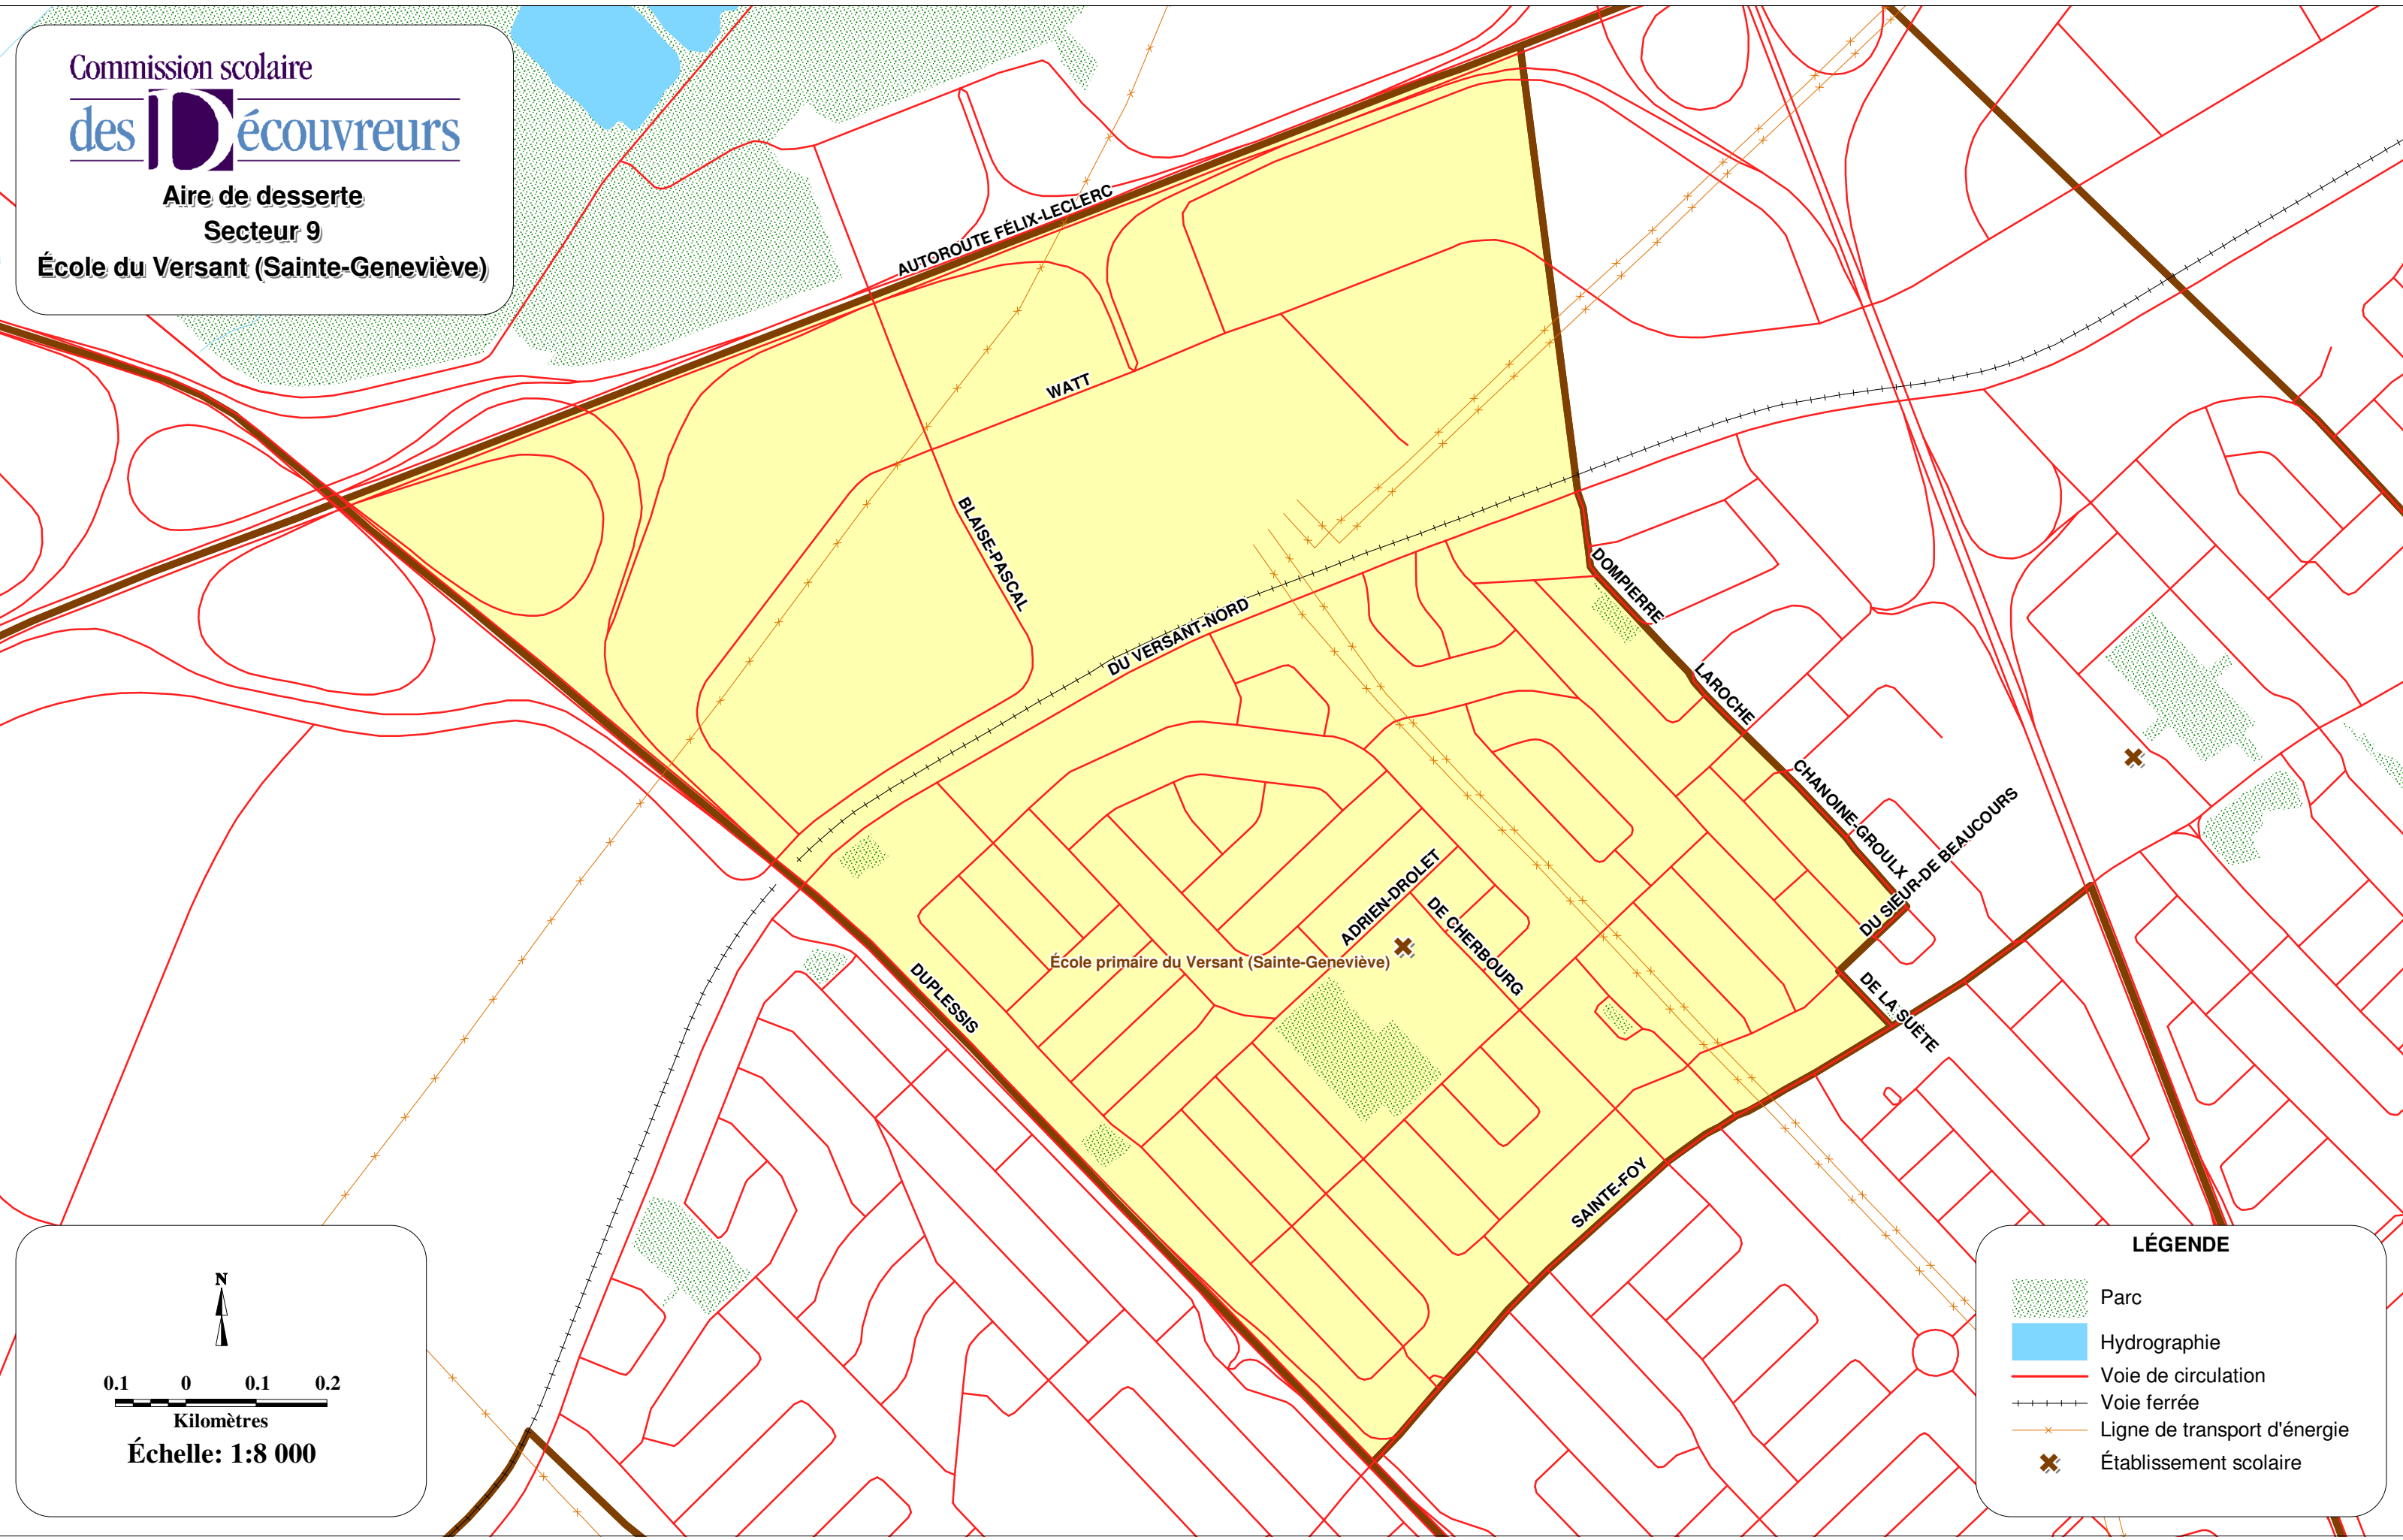 Commission scolaire
des Découvreurs
Aire de desserte
Secteur 9
École du Versant (Sainte-Geneviève)
AUTOROUTE FÉLIX-LECLERC
WATT
BLAISE-PASCAL
DU VERSANT-NORD
DOMPIERRE
LAROCHE
CHANOINE-GROULX
DU SIEUR-DE BEAUCOURS
ADRIEN-DROLET
DE CHERBOURG
École primaire du Versant (Sainte-Geneviève)
DUPLESSIS
DE LA SUÈTE
SAINTE-FOY
N
0.1 0 0.1 0.2
Kilomètres
Échelle: 1:8 000
LÉGENDE
Parc
Hydrographie
Voie de circulation
Voie ferrée
Ligne de transport d'énergie
Établissement scolaire